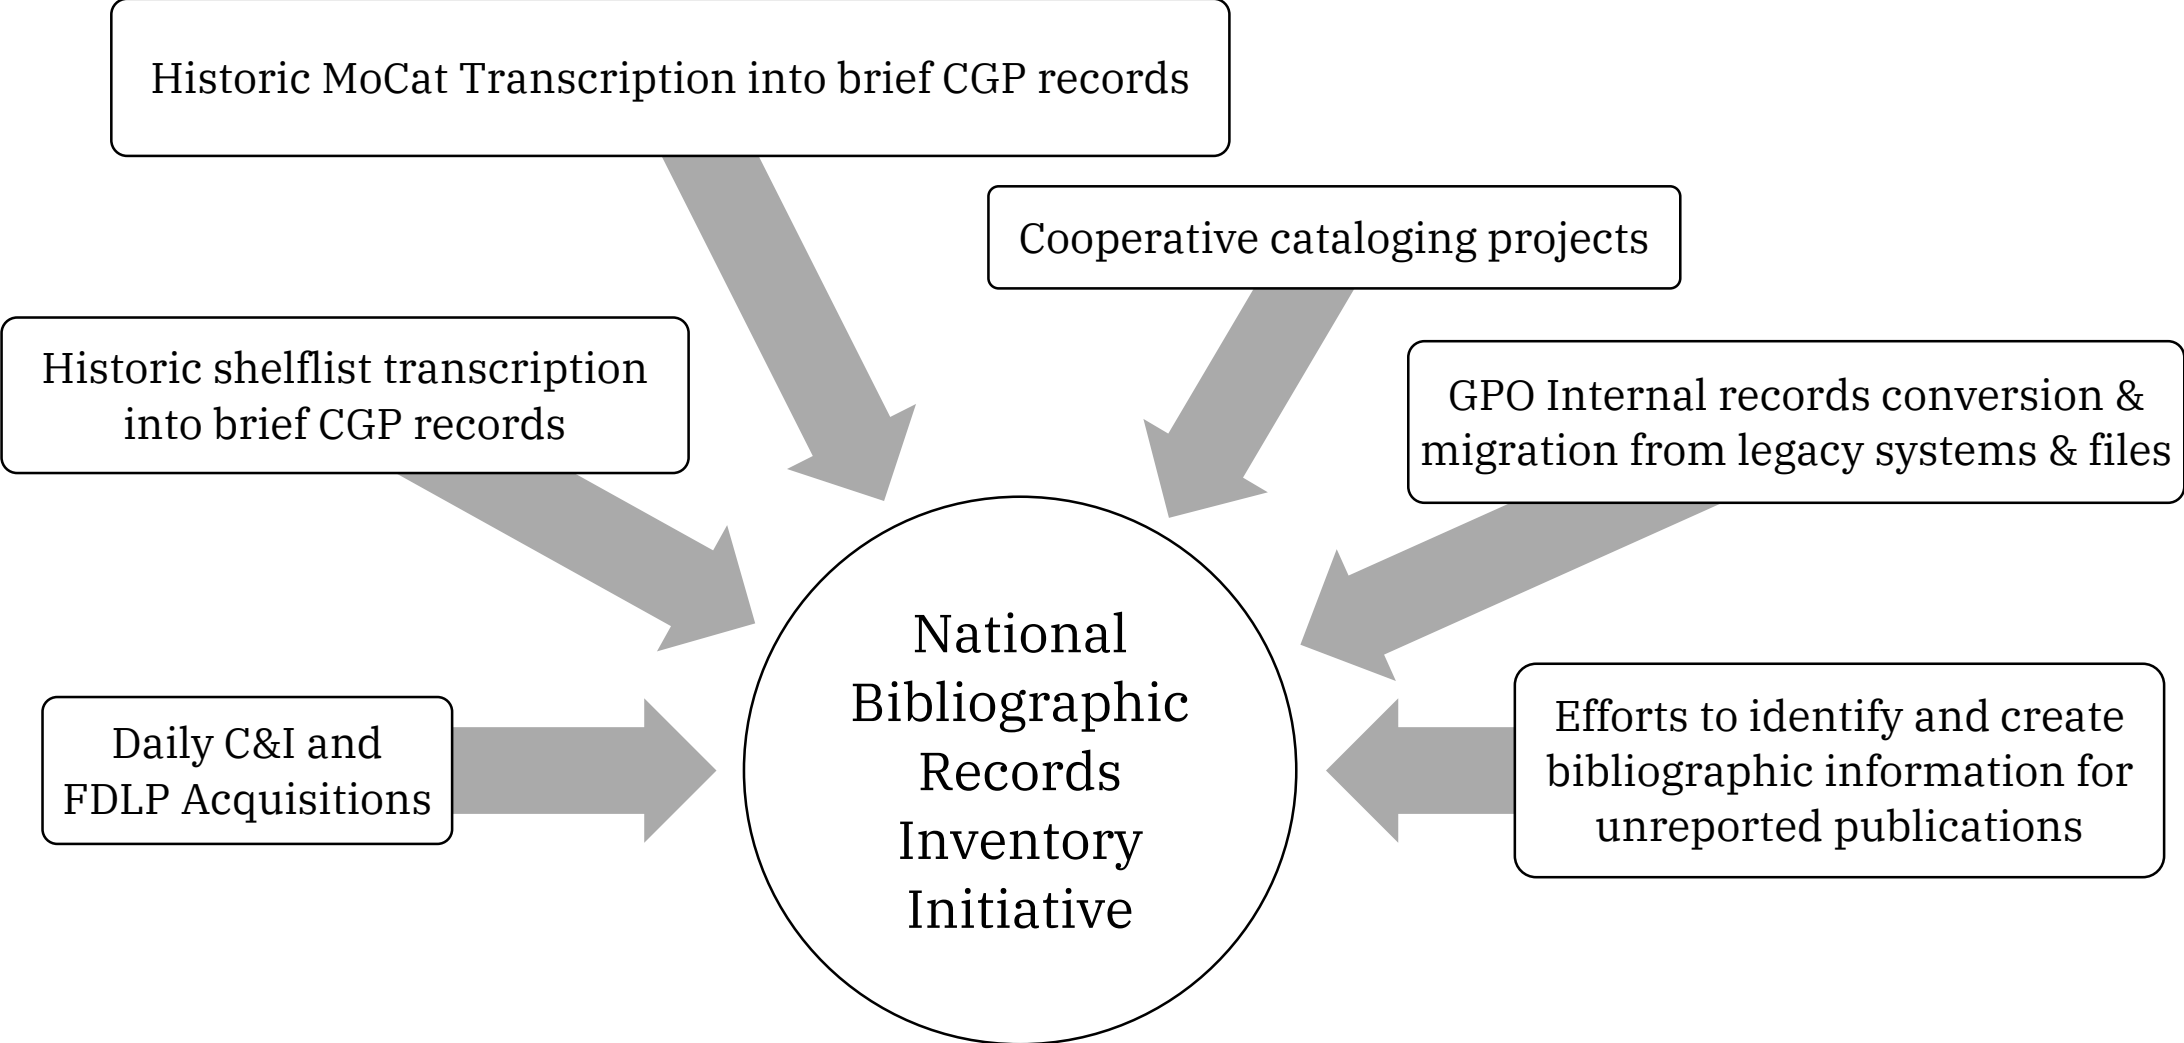 Historic MoCat Transcription into brief CGP records
Cooperative cataloging projects
Historic shelflist transcription
into brief CGP records
GPO Internal records conversion &
migration from legacy systems & files
Daily C&I and
FDLP Acquisitions
National
Bibliographic
Records
Inventory
Initiative
Efforts to identify and create
bibliographic information for
unreported publications